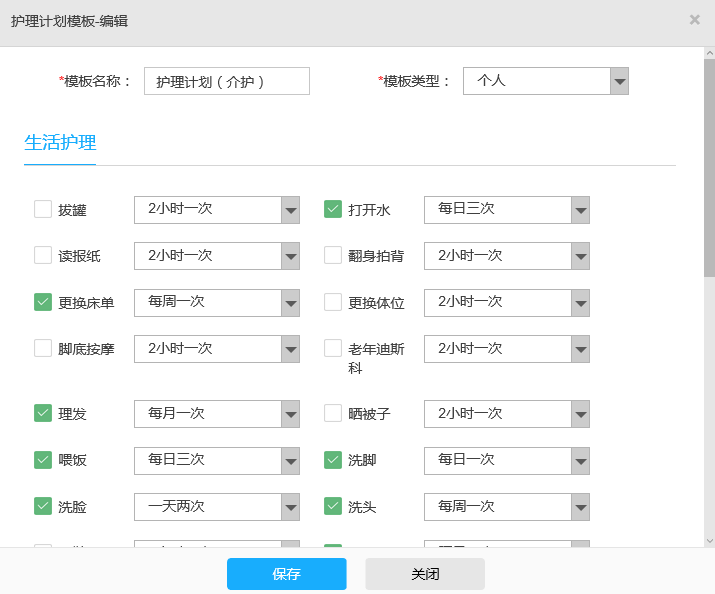 护理计划模板-编辑
*模板名称： 护理计划（介护） *模板类型： 个人
生活护理
拔罐 2小时一次 打开水 每日三次
读报纸 2小时一次 翻身拍背 2小时一次
更换床单 每周一次 更换体位 2小时一次
脚底按摩 2小时一次 老年迪斯科 2小时一次
理发 每月一次 晒被子 2小时一次
喂饭 每日三次 洗脚 每日一次
洗脸 一天两次 洗头 每周一次
保存 关闭